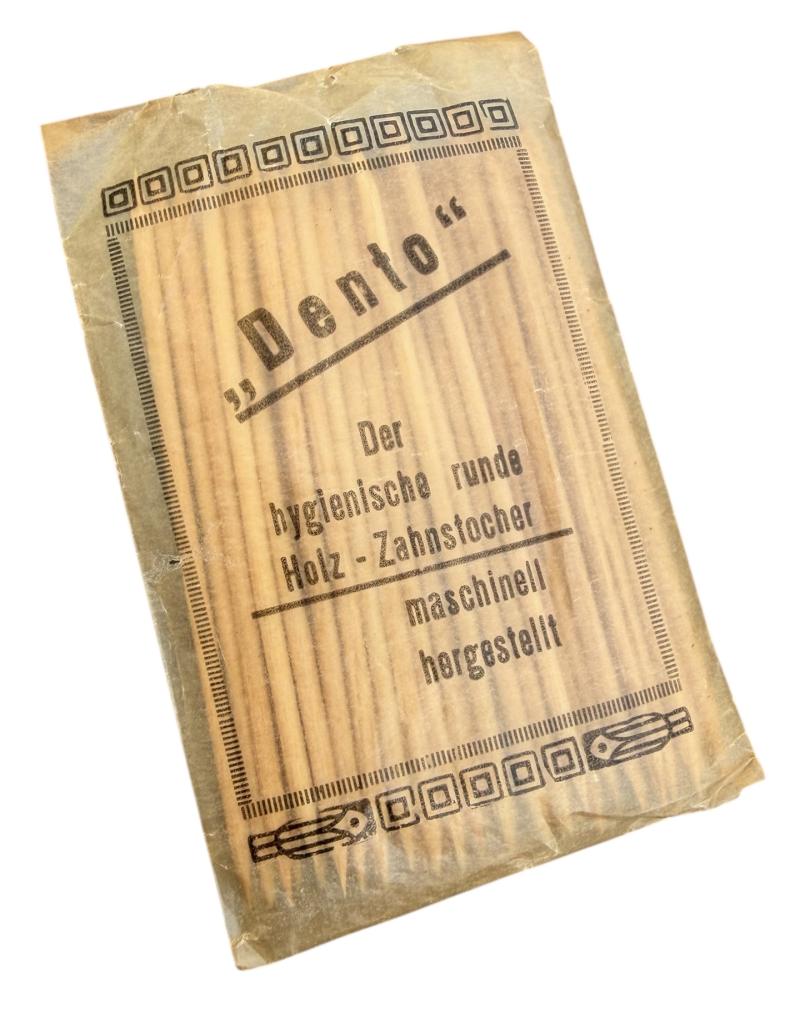 „Dento“
Der
hygienische runde
Holz - Zahnstocher
maschinell
hergestellt